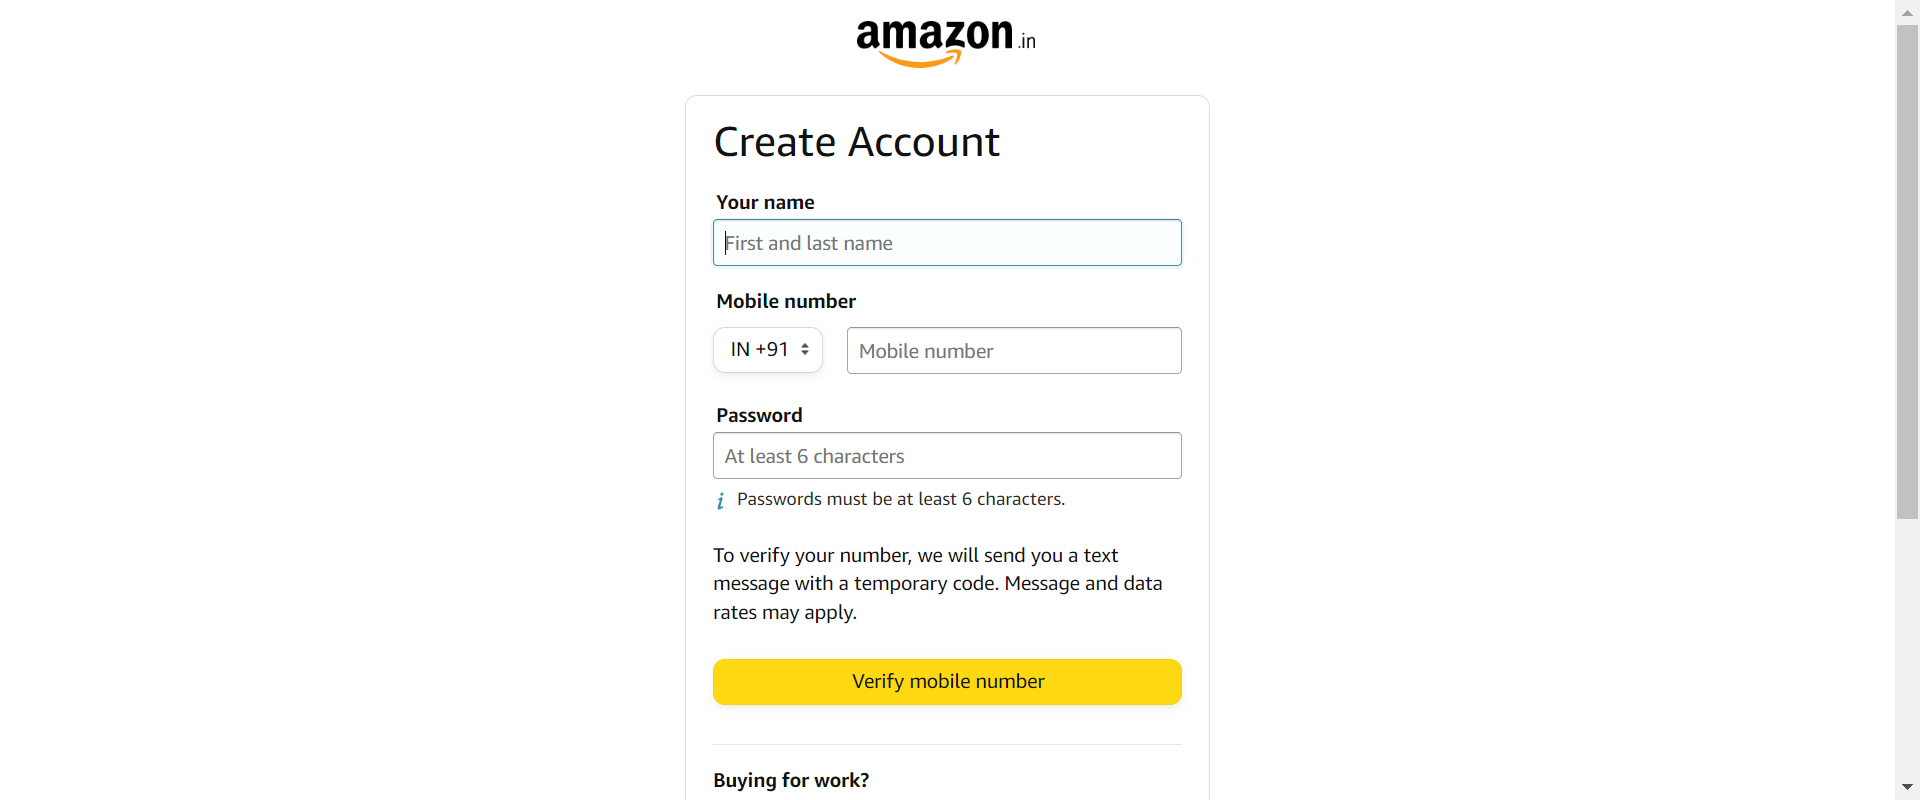 amazon.in
Create Account
Your name
First and last name
Mobile number
IN +91 Mobile number
Password
At least 6 characters
i Passwords must be at least 6 characters.
To verify your number, we will send you a text
message with a temporary code. Message and data
rates may apply.
Verify mobile number
Buying for work?